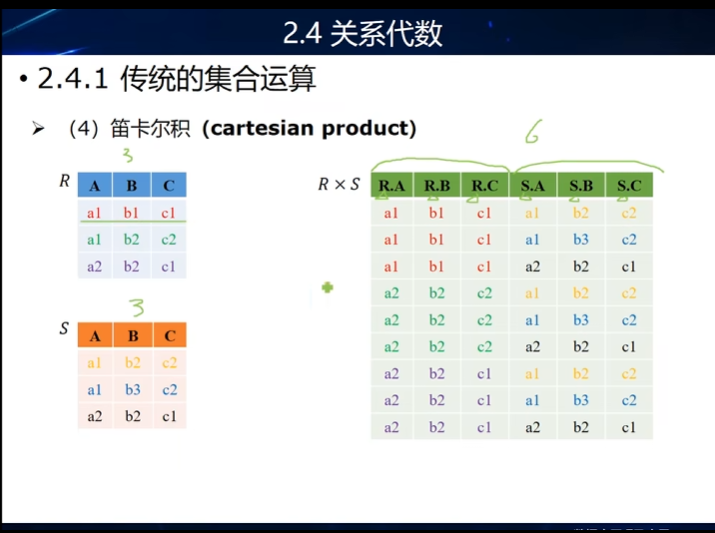 2.4 关系代数
• 2.4.1 传统的集合运算
➢ （4）笛卡尔积（cartesian product）
3
6
R
A B C
a1 b1 c1
a1 b2 c2
a2 b2 c1
3
S
A B C
a1 b2 c2
a1 b3 c2
a2 b2 c1
R × S
R.A R.B R.C S.A S.B S.C
a1 b1 c1 a1 b2 c2
a1 b1 c1 a1 b3 c2
a1 b1 c1 a2 b2 c1
a2 b2 c2 a1 b2 c2
a2 b2 c2 a1 b3 c2
a2 b2 c2 a2 b2 c1
a2 b2 c1 a1 b2 c2
a2 b2 c1 a1 b3 c2
a2 b2 c1 a2 b2 c1